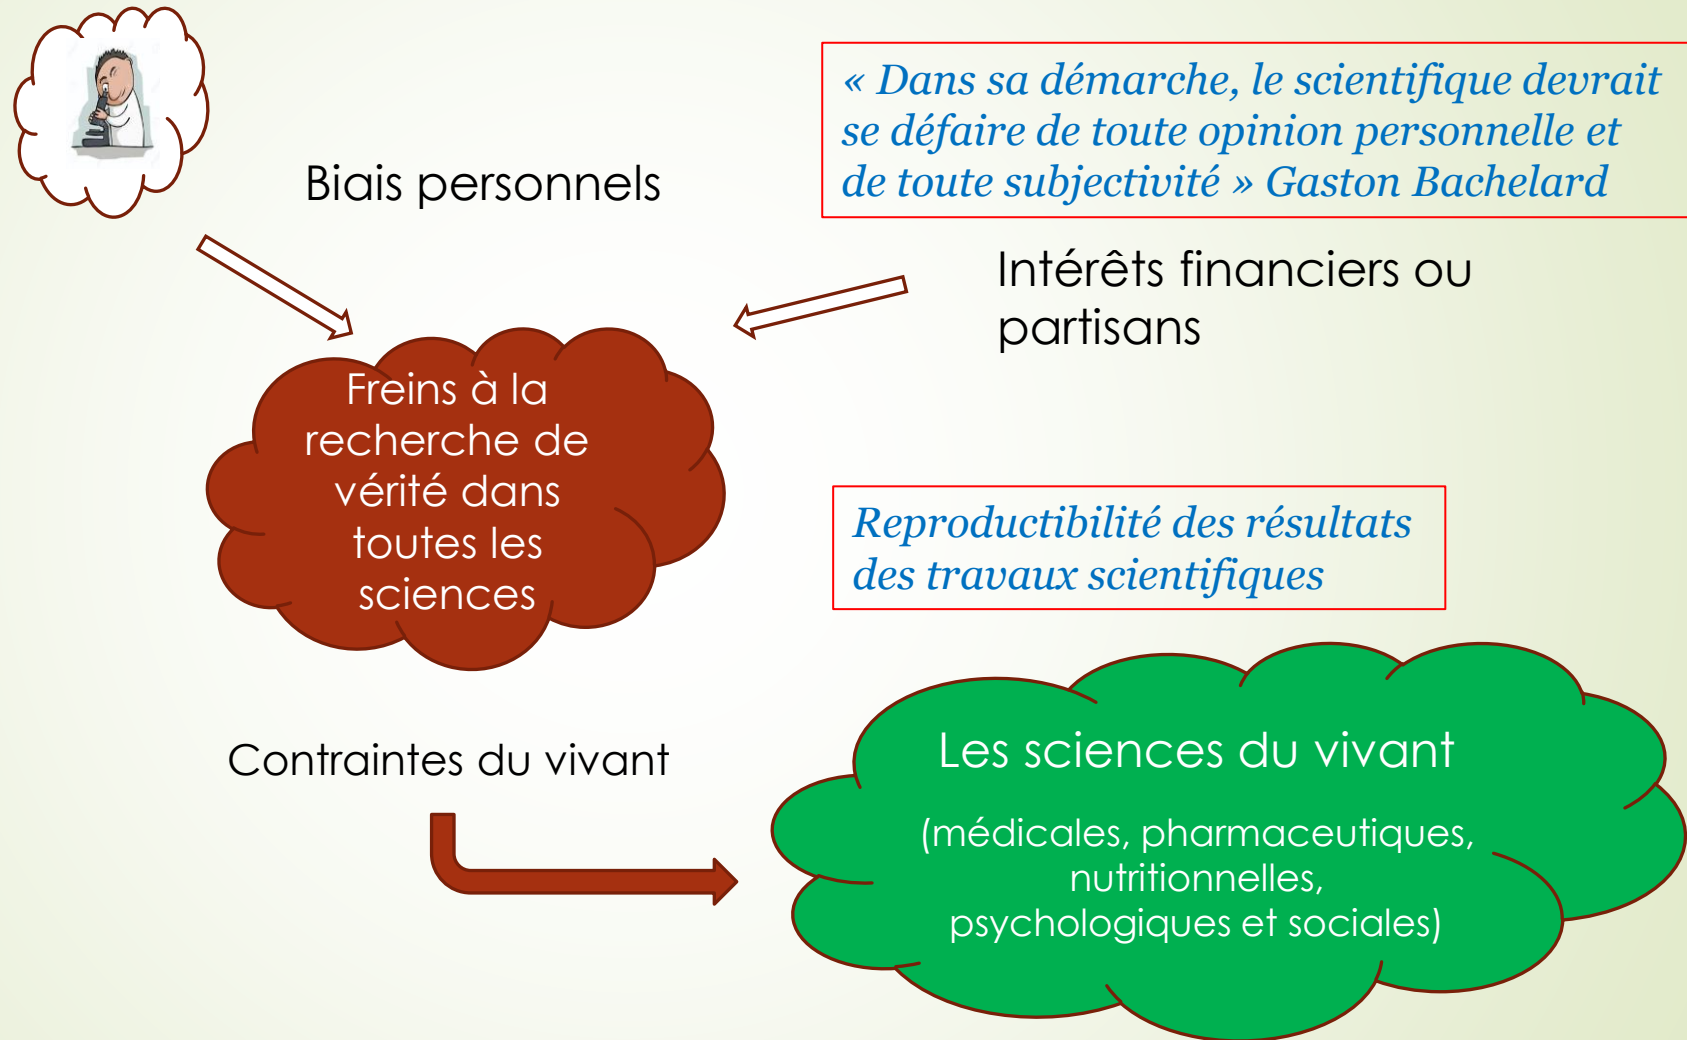 « Dans sa démarche, le scientifique devrait
se défaire de toute opinion personnelle et
de toute subjectivité » Gaston Bachelard
Biais personnels
Intérêts financiers ou
partisans
Freins à la
recherche de
vérité dans
toutes les
sciences
Reproductibilité des résultats
des travaux scientifiques
Contraintes du vivant
Les sciences du vivant
(médicales, pharmaceutiques,
nutritionnelles,
psychologiques et sociales)